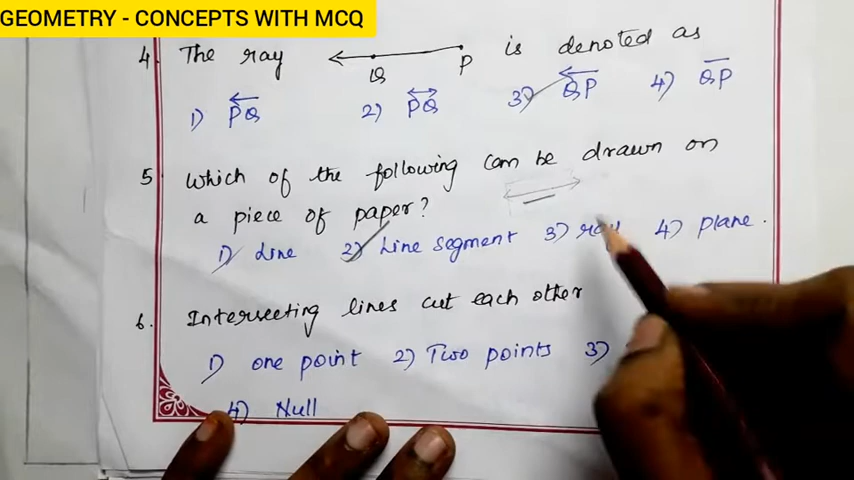 GEOMETRY - CONCEPTS WITH MCQ
4. The ray Q P is denoted as
1) PQ 2) PQ 3) QP 4) QP
5. Which of the following can be drawn on
a piece of paper?
1) Line 2) Line segment 3) ray 4) plane.
6. Intersecting lines cut each other
1) one point 2) Two points 3)
4) Null